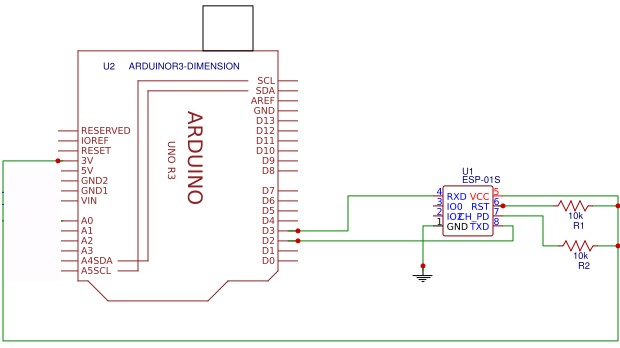 U2 ARDUINOR3-DIMENSION
SCL
SDA
AREF
GND
D13
D12
D11
D10
D9
D8
D7
D6
D5
D4
D3
D2
D1
D0
RESERVED
IOREF
RESET
3V
5V
GND2
GND1
VIN
A0
A1
A2
A3
A4SDA
A5SCL
ARDUINO
UNO R3
U1
ESP-01S
4 RXD VCC 5
3 IO0 RST 6
2 IO2 CH_PD 7
1 GND TXD 8
10k
R1
10k
R2